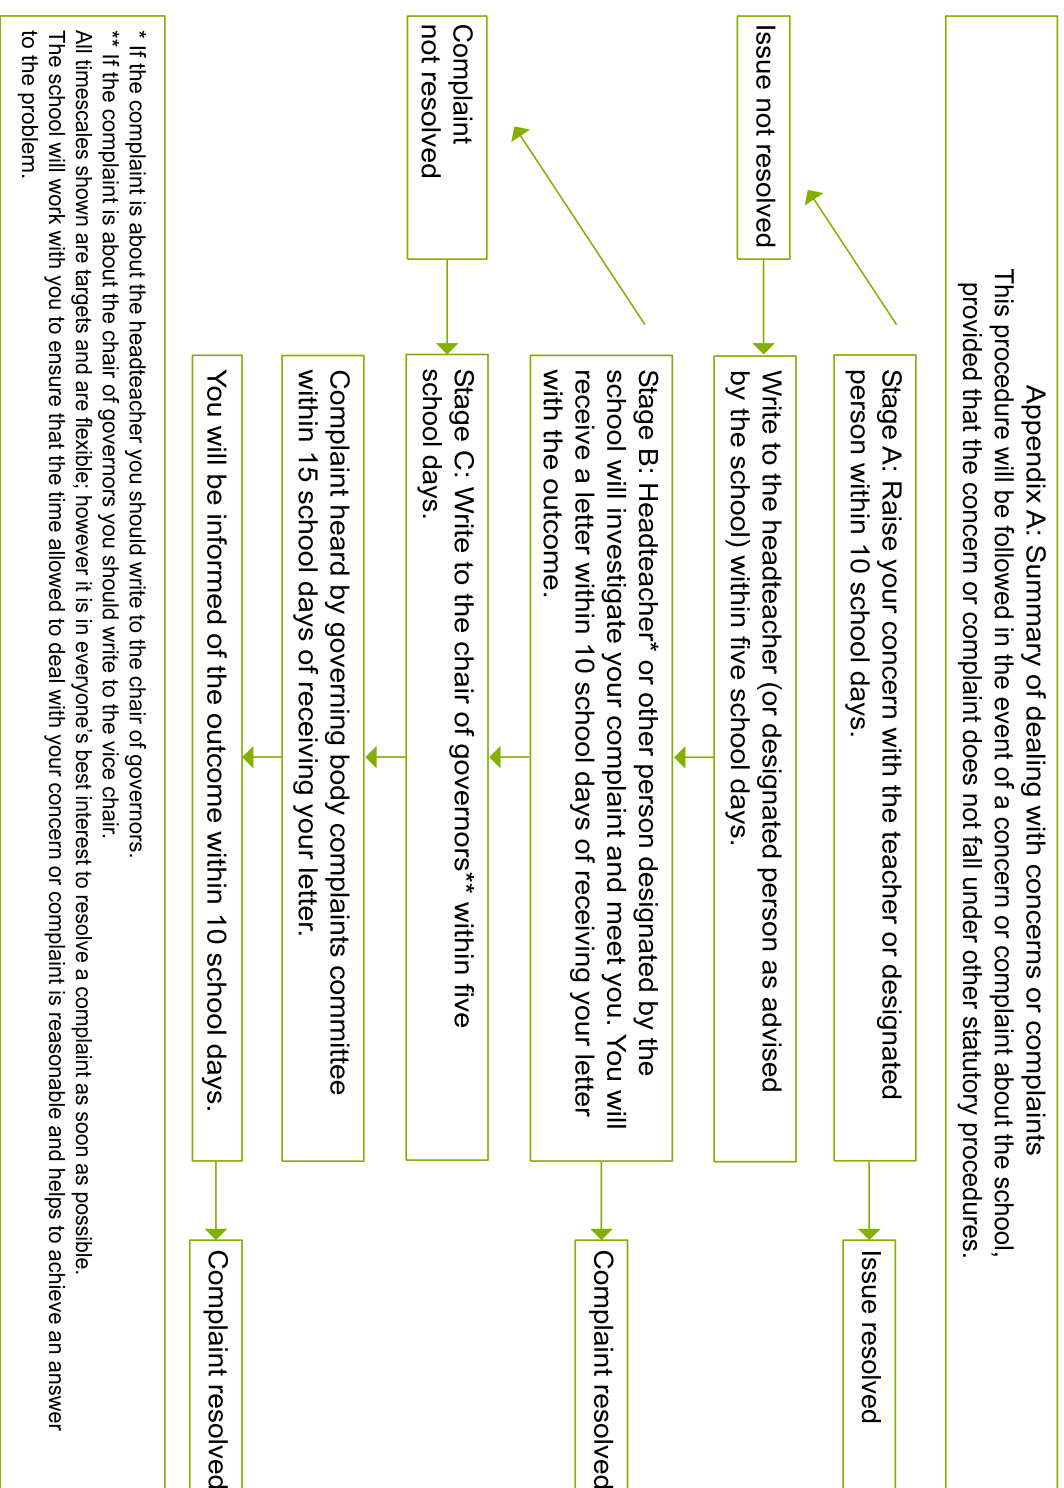 Appendix A: Summary of dealing with concerns or complaints
This procedure will be followed in the event of a concern or complaint about the school,
provided that the concern or complaint does not fall under other statutory procedures.
Stage A: Raise your concern with the teacher or designated
person within 10 school days.
Issue resolved
Issue not resolved
Write to the headteacher (or designated person as advised
by the school) within five school days.
Stage B: Headteacher* or other person designated by the
school will investigate your complaint and meet you. You will
receive a letter within 10 school days of receiving your letter
with the outcome.
Complaint resolved
Complaint
not resolved
Stage C: Write to the chair of governors** within five
school days.
Complaint heard by governing body complaints committee
within 15 school days of receiving your letter.
You will be informed of the outcome within 10 school days.
Complaint resolved
* If the complaint is about the headteacher you should write to the chair of governors.
** If the complaint is about the chair of governors you should write to the vice chair.
All timescales shown are targets and are flexible; however it is in everyone’s best interest to resolve a complaint as soon as possible.
The school will work with you to ensure that the time allowed to deal with your concern or complaint is reasonable and helps to achieve an answer
to the problem.